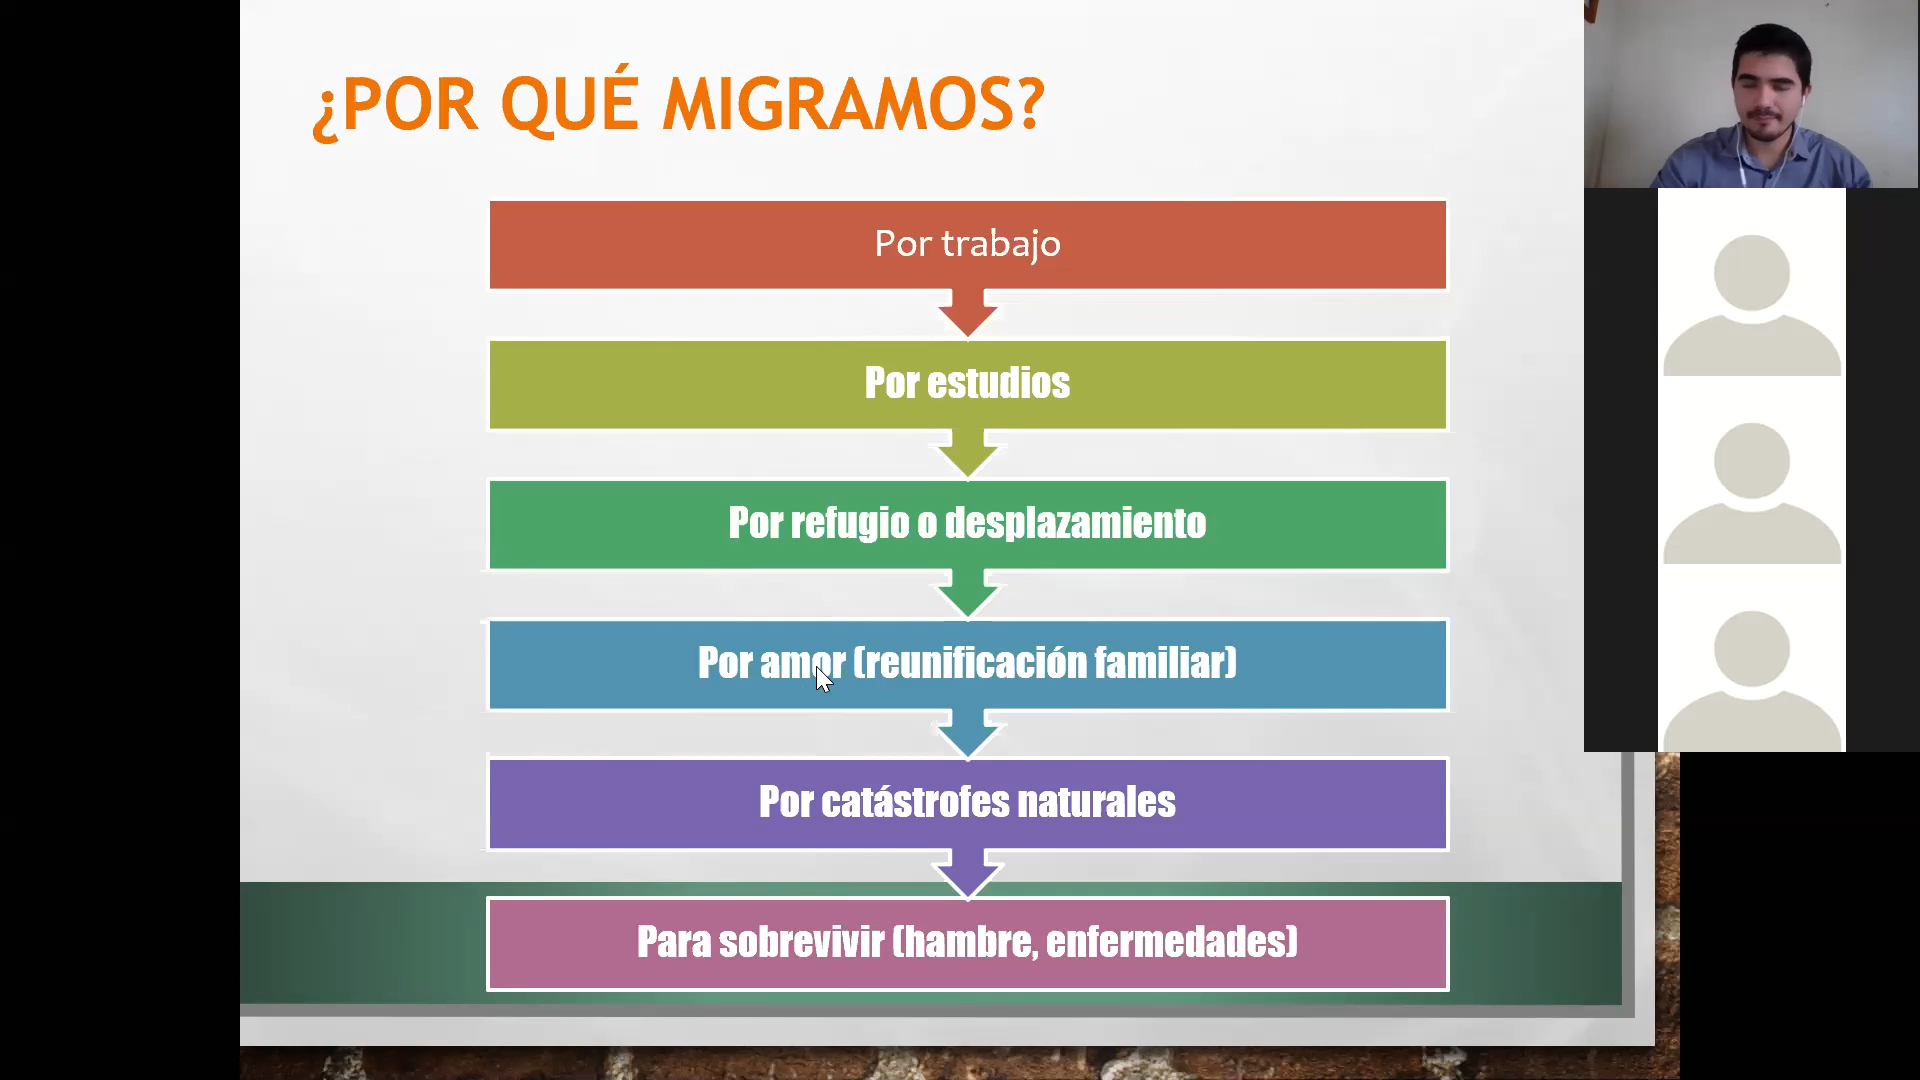 ¿POR QUÉ MIGRAMOS?
Por trabajo
Por estudios
Por refugio o desplazamiento
Por amor (reunificación familiar)
Por catástrofes naturales
Para sobrevivir (hambre, enfermedades)